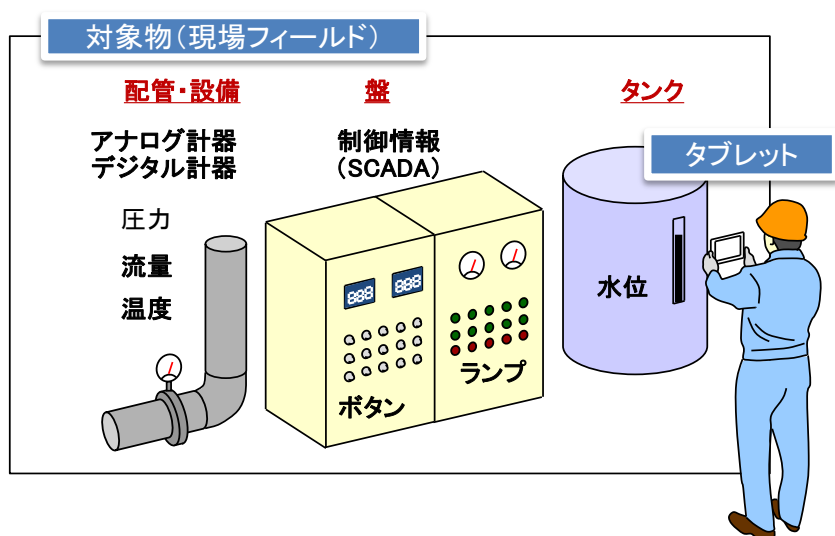 対象物（現場フィールド）
配管・設備
盤
タンク
アナログ計器
デジタル計器
制御情報
（SCADA）
タブレット
圧力
流量
温度
水位
888
888
ランプ
ボタン